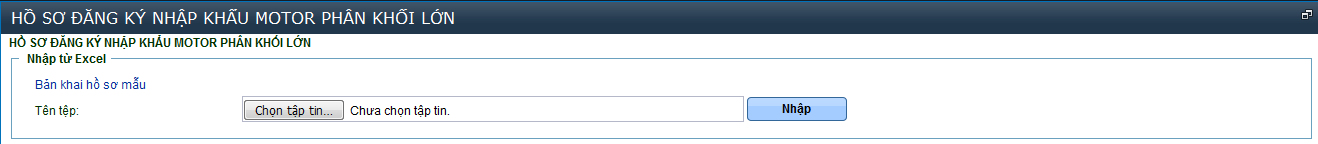 HỒ SƠ ĐĂNG KÝ NHẬP KHẨU MOTOR PHÂN KHỐI LỚN
HỒ SƠ ĐĂNG KÝ NHẬP KHẨU MOTOR PHÂN KHỐI LỚN
Nhập từ Excel
Bản khai hồ sơ mẫu
Tên tệp: Chọn tập tin... Chưa chọn tập tin. Nhập